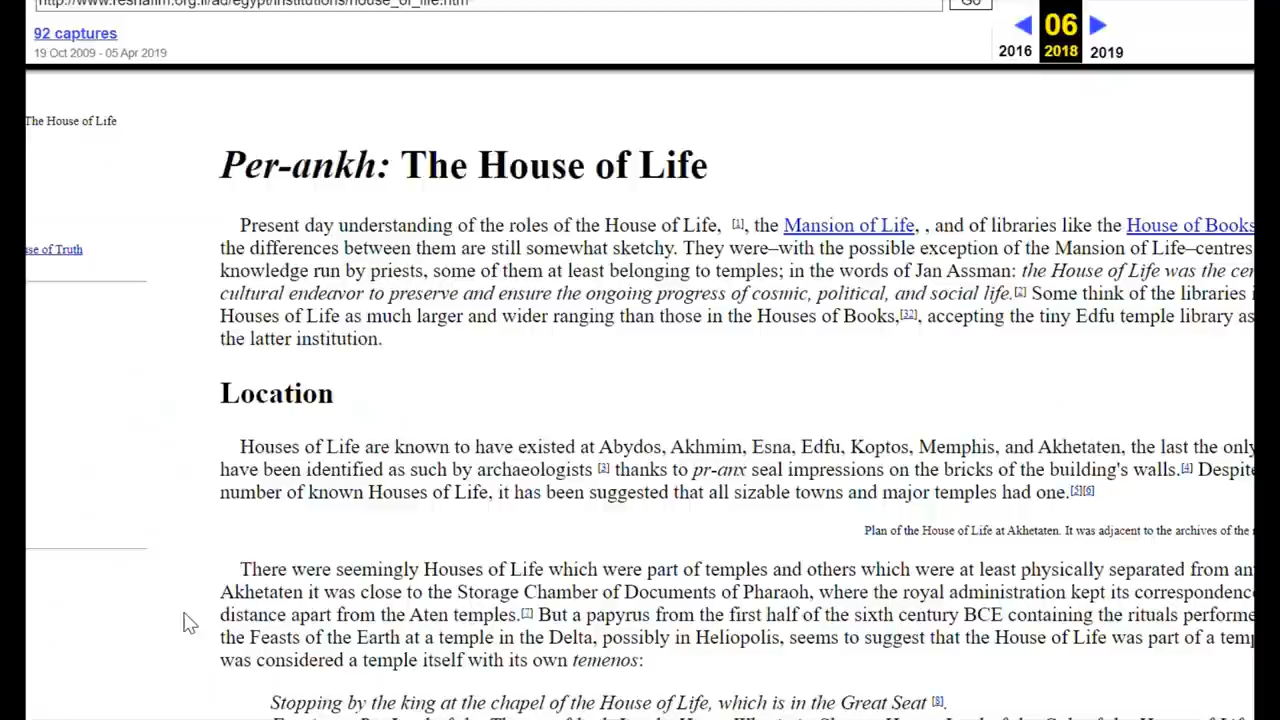 http://www.reshafim.org.il/ad/egypt/institutions/house_of_life.htm Go
92 captures
19 Oct 2009 - 05 Apr 2019
06
2016 2018 2019
The House of Life
Per-ankh: The House of Life
Present day understanding of the roles of the House of Life, [1], the Mansion of Life, , and of libraries like the House of Books
the differences between them are still somewhat sketchy. They were–with the possible exception of the Mansion of Life–centres
se of Truth
knowledge run by priests, some of them at least belonging to temples; in the words of Jan Assman: the House of Life was the cen
cultural endeavor to preserve and ensure the ongoing progress of cosmic, political, and social life.[2] Some think of the libraries i
Houses of Life as much larger and wider ranging than those in the Houses of Books,[32], accepting the tiny Edfu temple library as
the latter institution.
Location
Houses of Life are known to have existed at Abydos, Akhmim, Esna, Edfu, Koptos, Memphis, and Akhetaten, the last the only
have been identified as such by archaeologists [3] thanks to pr-anx seal impressions on the bricks of the building's walls.[4] Despite
number of known Houses of Life, it has been suggested that all sizable towns and major temples had one.[5][6]
Plan of the House of Life at Akhetaten. It was adjacent to the archives of the
There were seemingly Houses of Life which were part of temples and others which were at least physically separated from an
Akhetaten it was close to the Storage Chamber of Documents of Pharaoh, where the royal administration kept its correspondence
distance apart from the Aten temples.[7] But a papyrus from the first half of the sixth century BCE containing the rituals performe
the Feasts of the Earth at a temple in the Delta, possibly in Heliopolis, seems to suggest that the House of Life was part of a temp
was considered a temple itself with its own temenos:
Stopping by the king at the chapel of the House of Life, which is in the Great Seat [8].